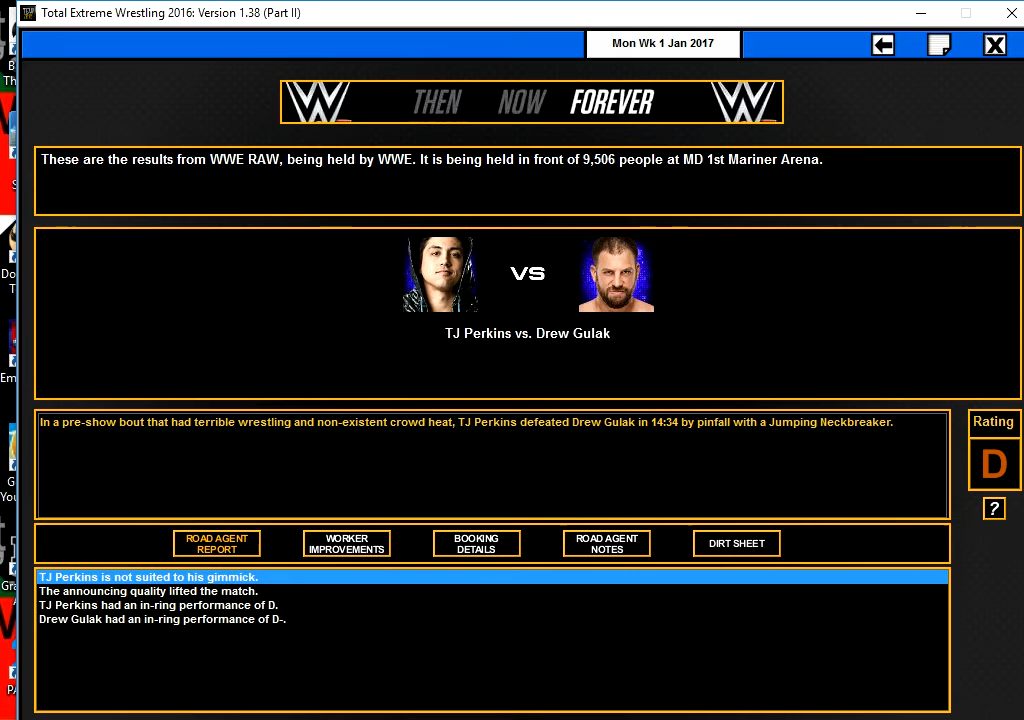 Total Extreme Wrestling 2016: Version 1.38 (Part II)
Mon Wk 1 Jan 2017
THEN NOW FOREVER
These are the results from WWE RAW, being held by WWE. It is being held in front of 9,506 people at MD 1st Mariner Arena.
VS
TJ Perkins vs. Drew Gulak
In a pre-show bout that had terrible wrestling and non-existent crowd heat, TJ Perkins defeated Drew Gulak in 14:34 by pinfall with a Jumping Neckbreaker.
Rating
D
?
ROAD AGENT REPORT
WORKER IMPROVEMENTS
BOOKING DETAILS
ROAD AGENT NOTES
DIRT SHEET
TJ Perkins is not suited to his gimmick.
The announcing quality lifted the match.
TJ Perkins had an in-ring performance of D.
Drew Gulak had an in-ring performance of D-.